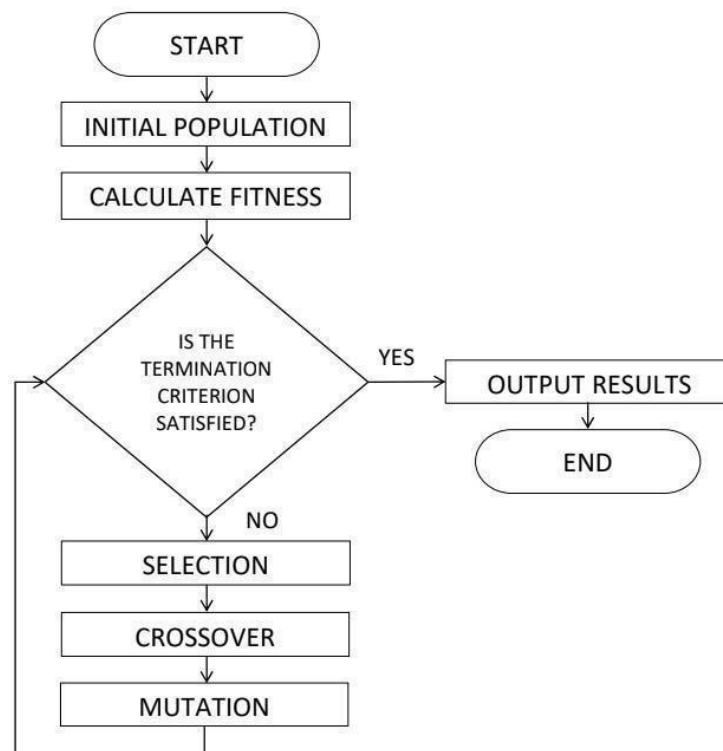 START
INITIAL POPULATION
CALCULATE FITNESS
IS THE
TERMINATION
CRITERION
SATISFIED?
YES
OUTPUT RESULTS
END
NO
SELECTION
CROSSOVER
MUTATION